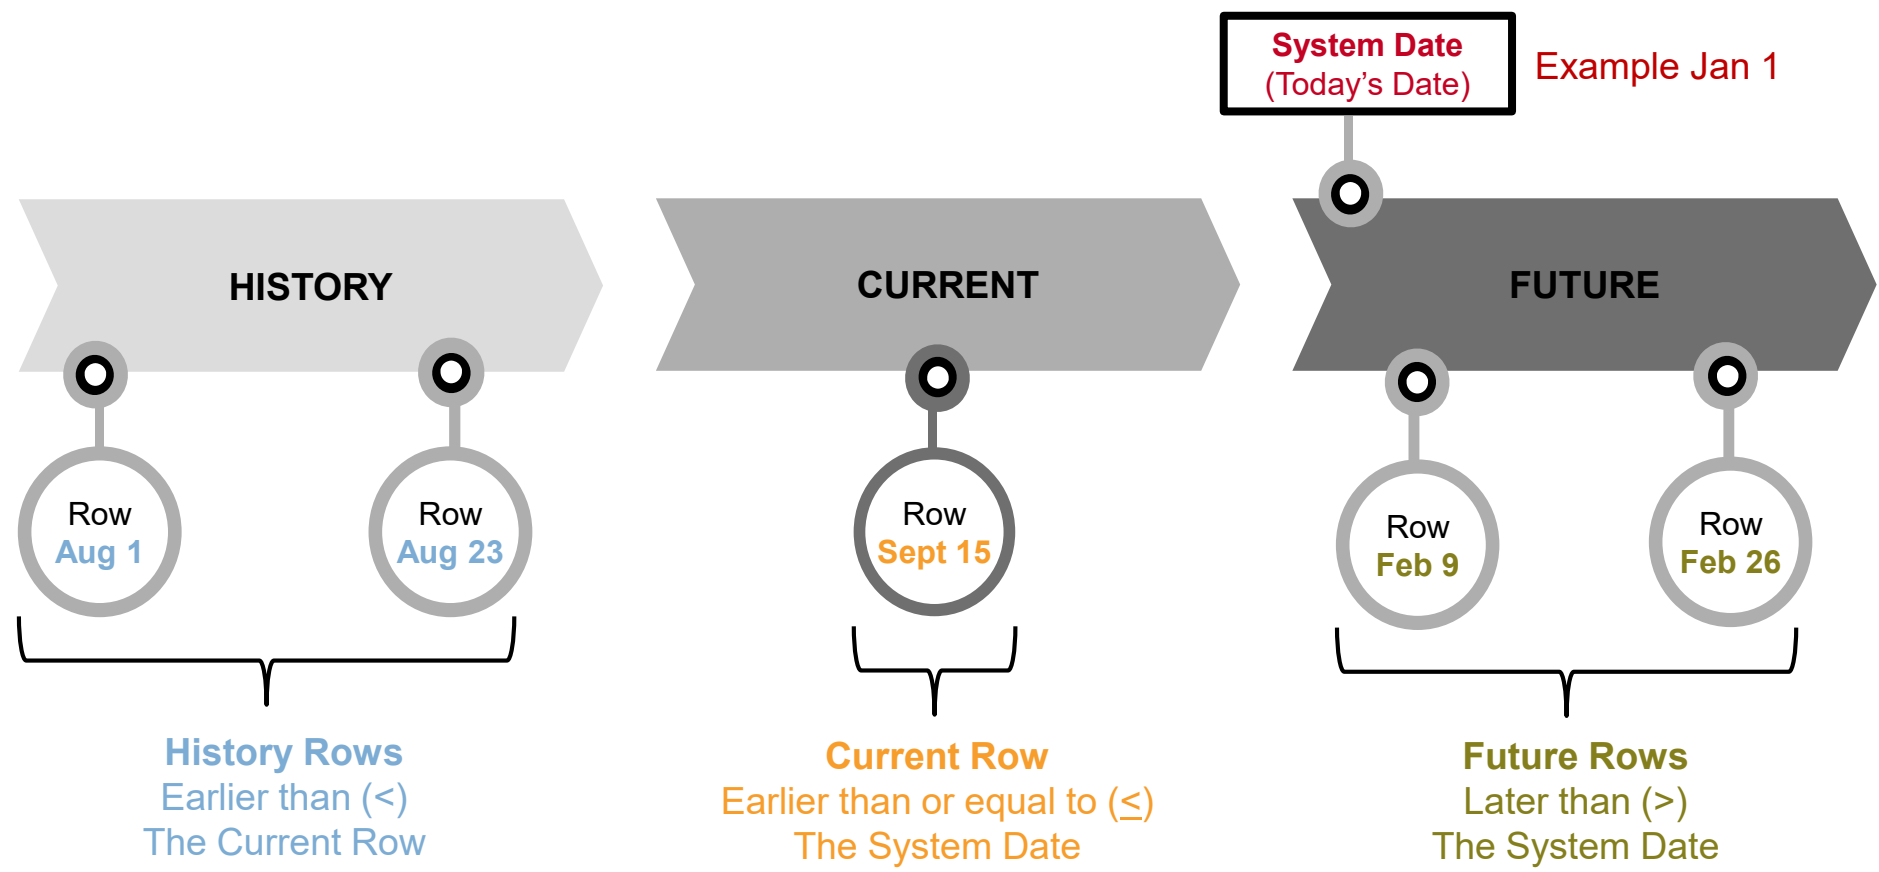 System Date
(Today’s Date)
Example Jan 1
HISTORY
CURRENT
FUTURE
Row
Aug 1
Row
Aug 23
Row
Sept 15
Row
Feb 9
Row
Feb 26
History Rows
Earlier than (<)
The Current Row
Current Row
Earlier than or equal to (≤)
The System Date
Future Rows
Later than (>)
The System Date